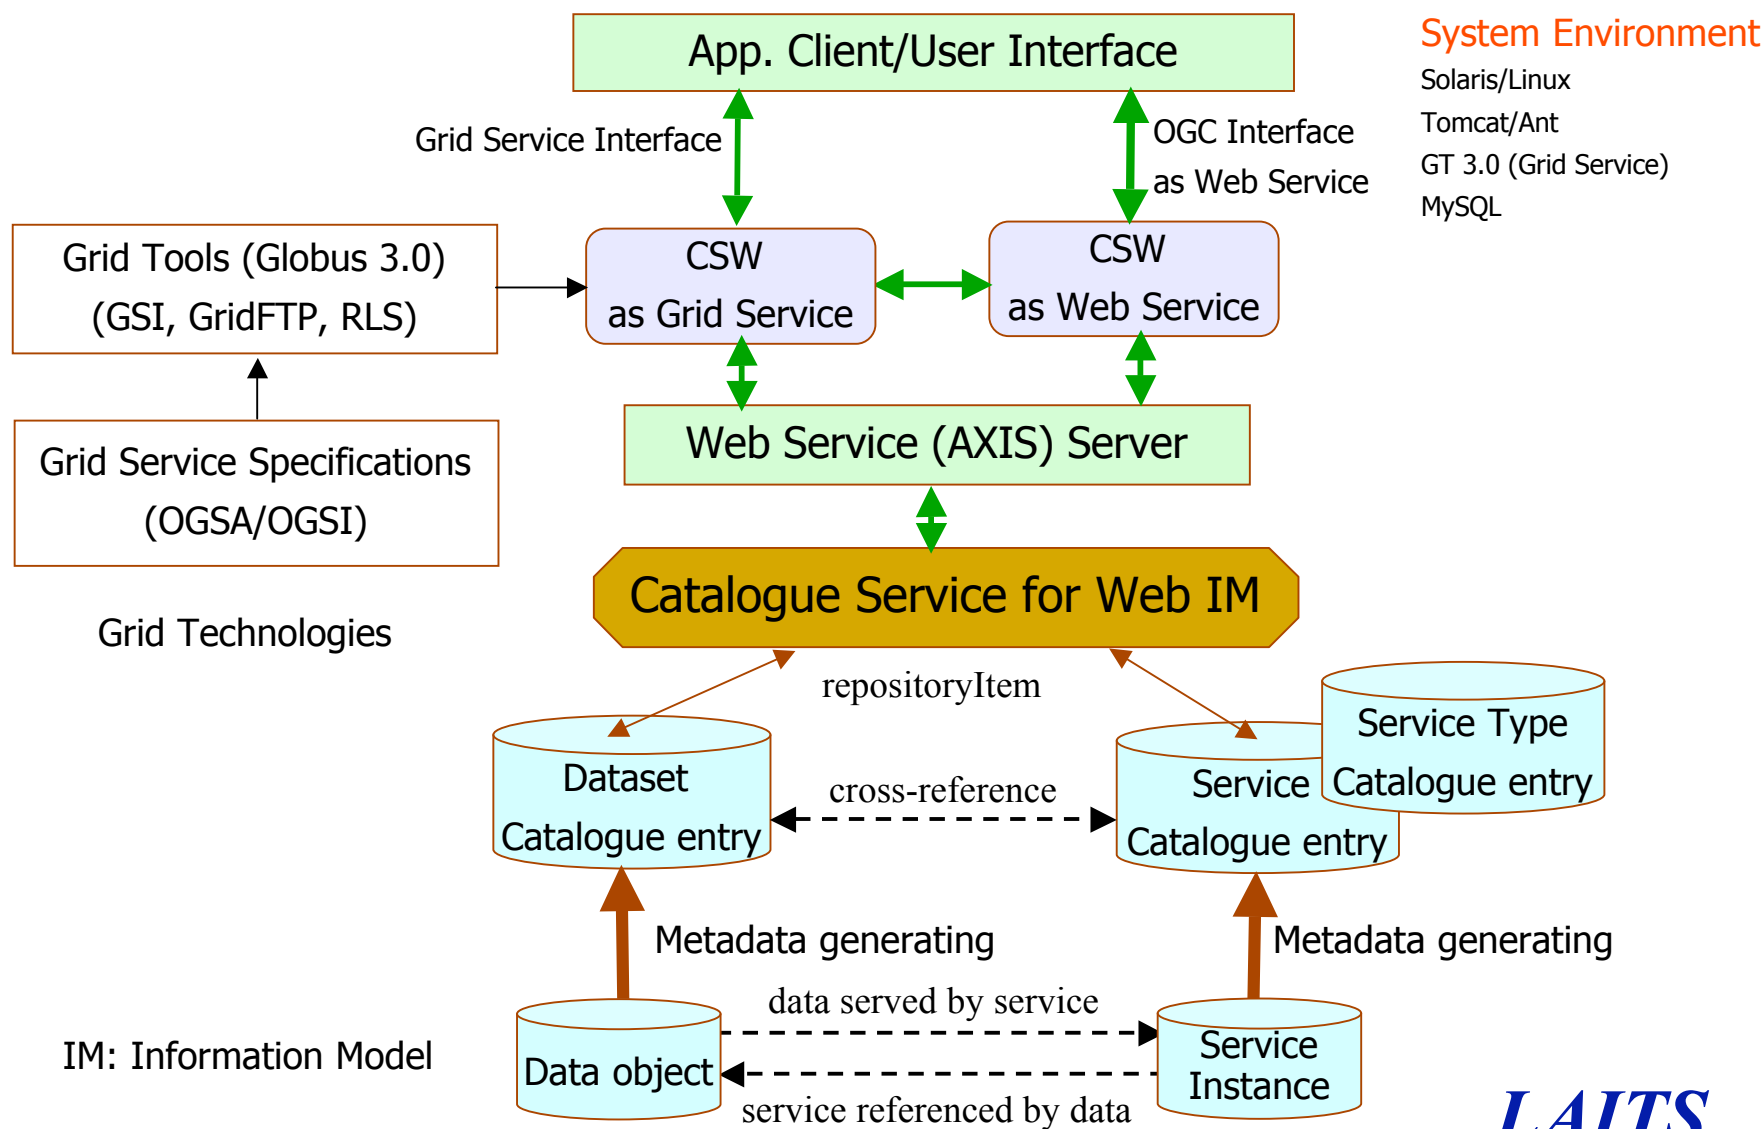 App. Client/User Interface
System Environment
Solaris/Linux
Tomcat/Ant
GT 3.0 (Grid Service)
MySQL
Grid Service Interface
OGC Interface
as Web Service
Grid Tools (Globus 3.0)
(GSI, GridFTP, RLS)
CSW
as Grid Service
CSW
as Web Service
Grid Service Specifications
(OGSA/OGSI)
Web Service (AXIS) Server
Grid Technologies
Catalogue Service for Web IM
repositoryItem
Dataset
Catalogue entry
cross-reference
Service
Catalogue entry
Service Type
Catalogue entry
Metadata generating
Metadata generating
data served by service
IM: Information Model
Data object
Service
Instance
service referenced by data
LAITS